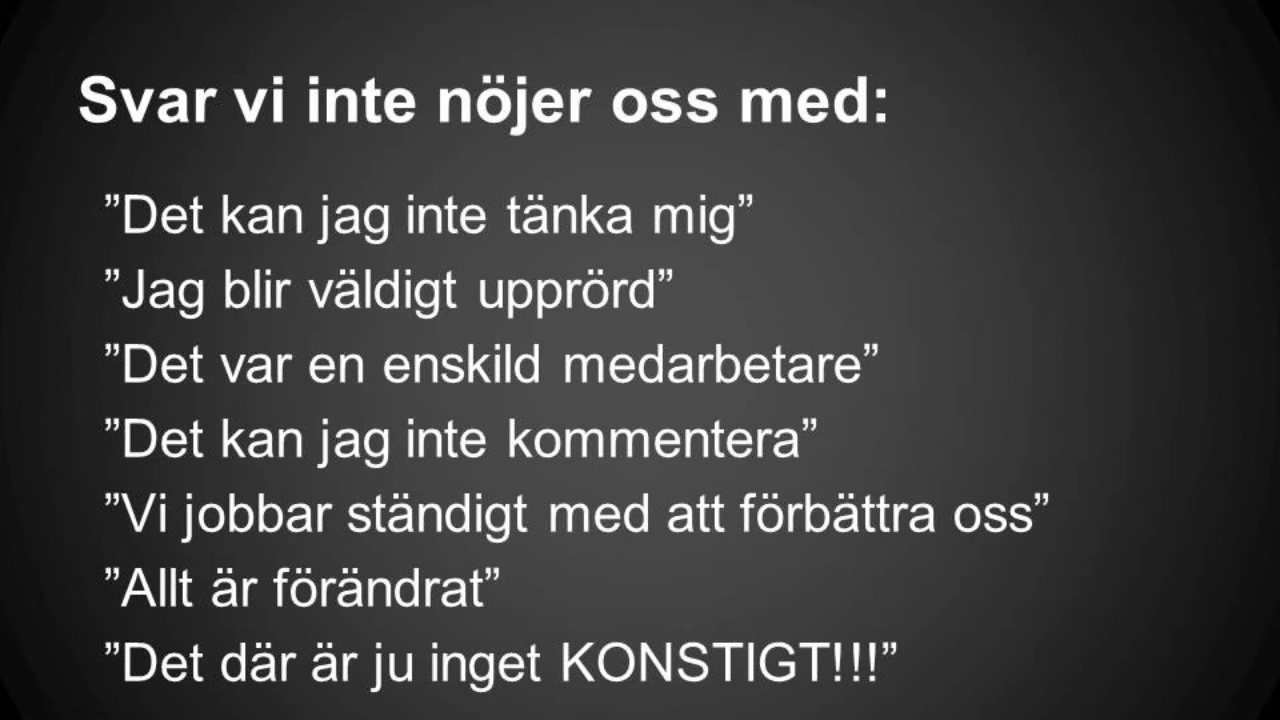 Svar vi inte nöjer oss med:
”Det kan jag inte tänka mig”
”Jag blir väldigt upprörd”
”Det var en enskild medarbetare”
”Det kan jag inte kommentera”
”Vi jobbar ständigt med att förbättra oss”
”Allt är förändrat”
”Det där är ju inget KONSTIGT!!!”